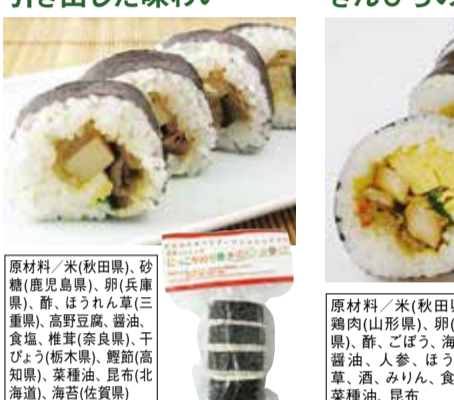 引き出した味わい
原材料／米(秋田県)、砂
糖(鹿児島県)、卵(兵庫
県)、酢、ほうれん草(三
重県)、高野豆腐、醤油、
食塩、椎茸(奈良県)、干
ぴょう(栃木県)、鰹節(高
知県)、菜種油、昆布(北
海道)、海苔(佐賀県)
きんぴらの
原材料／米(秋田
鶏肉(山形県)、卵(
県)、酢、ごぼう、海
醤油、人参、ほう
草、酒、みりん、食
菜種油、昆布